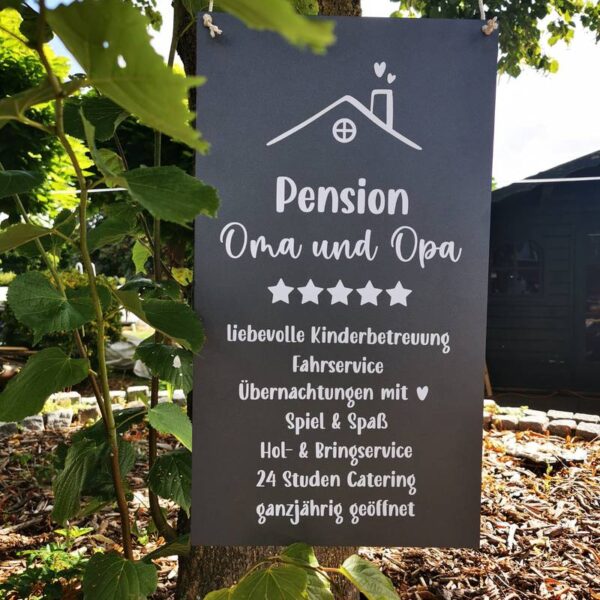 Pension
Oma und Opa
liebevolle Kinderbetreuung
Fahrservice
Übernachtungen mit ♥
Spiel & Spaß
Hol- & Bringservice
24 Studen Catering
ganzjährig geöffnet